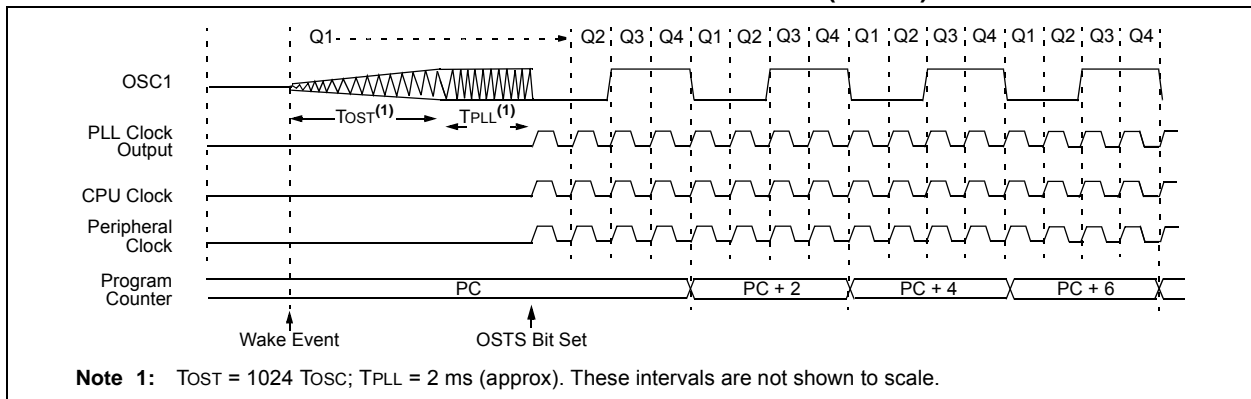 Q1 Q2 Q3 Q4 Q1 Q2 Q3 Q4 Q1 Q2 Q3 Q4 Q1 Q2 Q3 Q4
OSC1
TOST(1) TPLL(1)
PLL Clock
Output
CPU Clock
Peripheral
Clock
Program
Counter
PC PC + 2 PC + 4 PC + 6
Wake Event OSTS Bit Set
Note 1: TOST = 1024 TOSC; TPLL = 2 ms (approx). These intervals are not shown to scale.